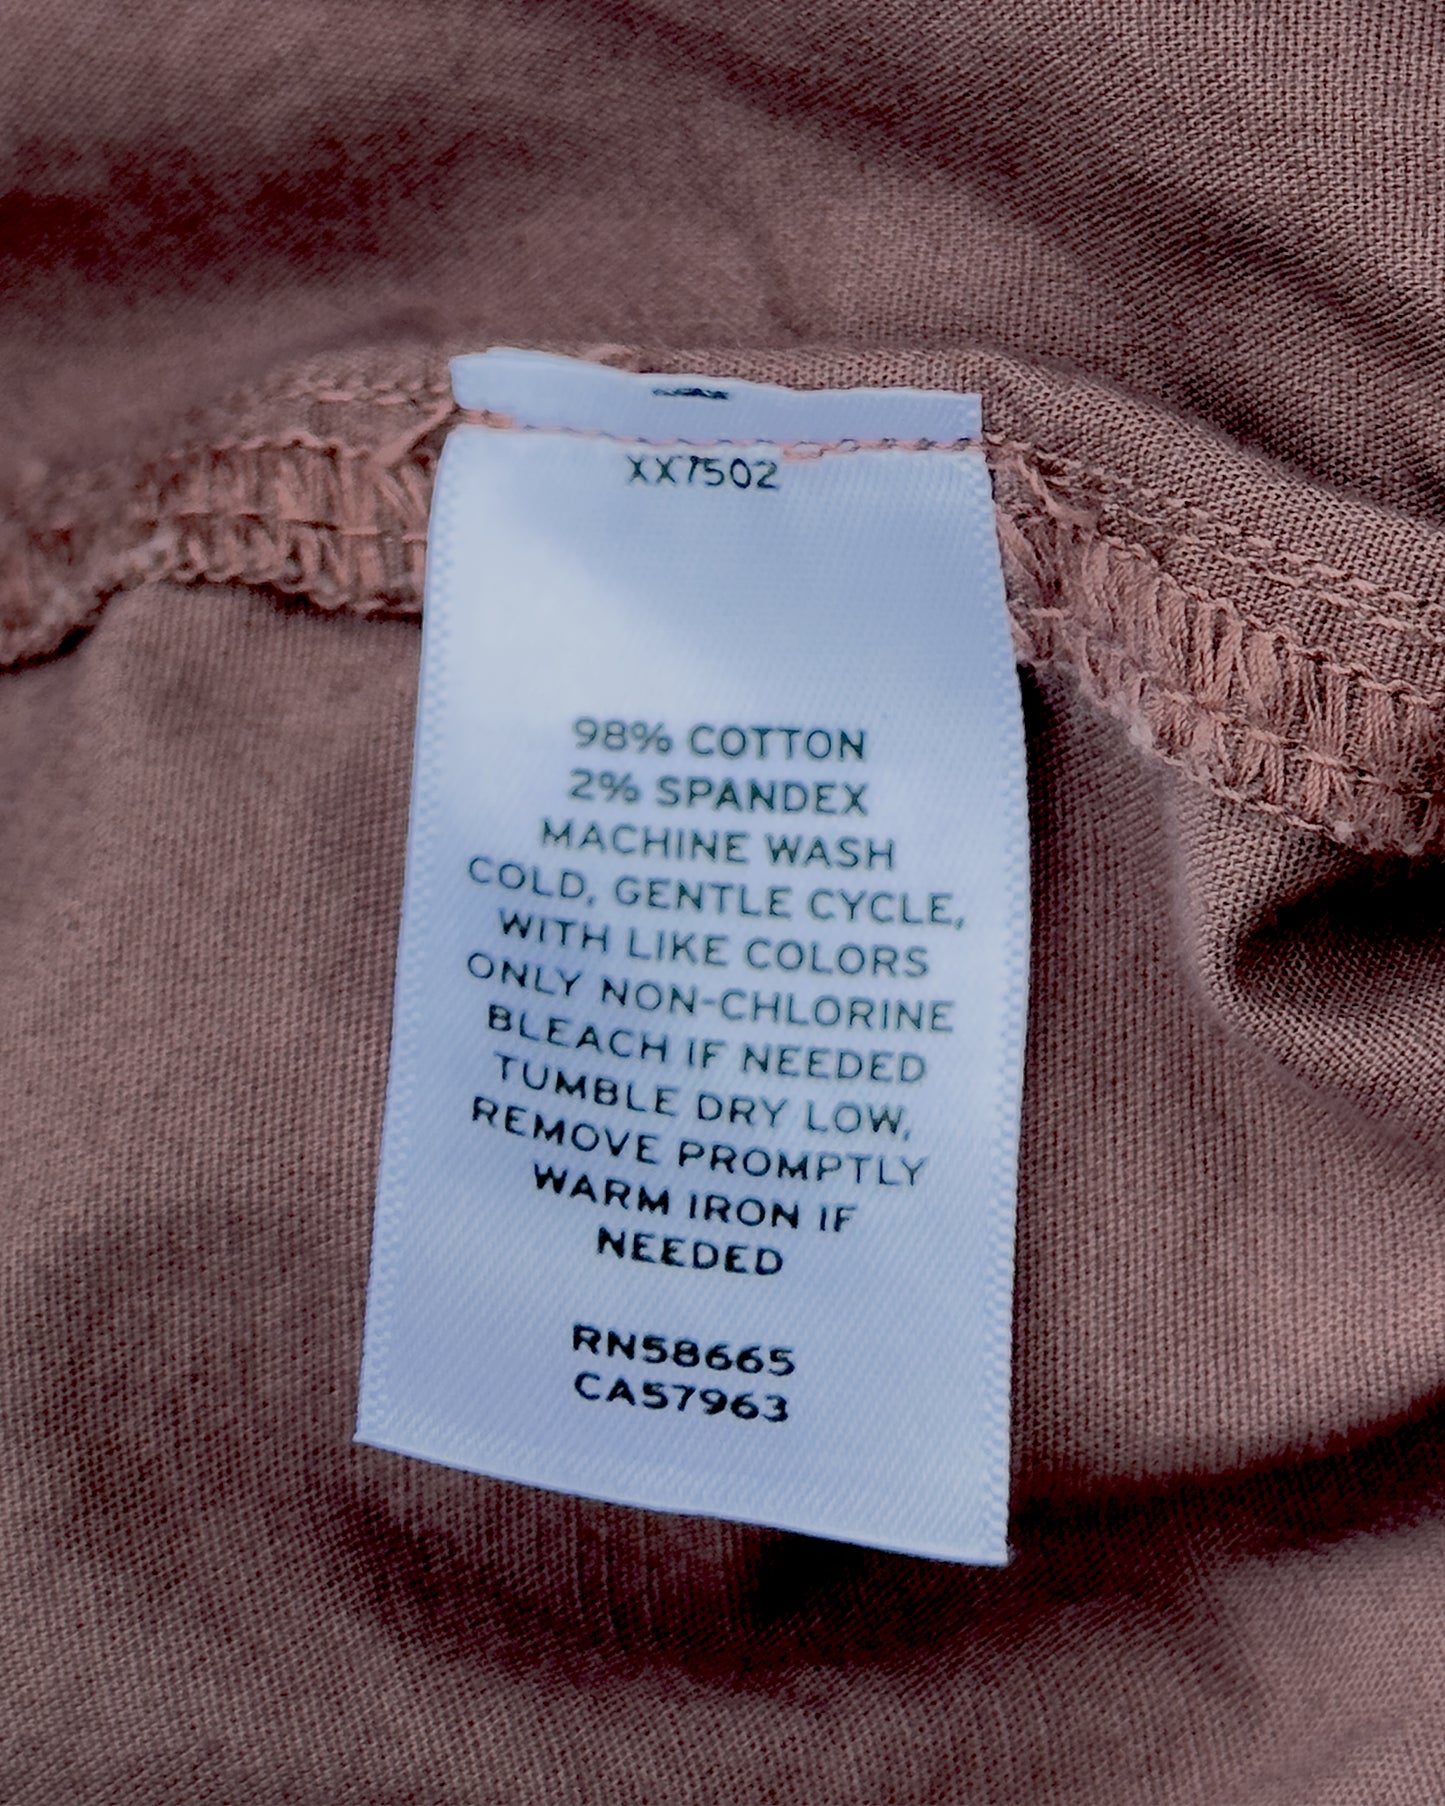 XX7502
98% COTTON
2% SPANDEX
MACHINE WASH
COLD, GENTLE CYCLE,
WITH LIKE COLORS
ONLY NON-CHLORINE
BLEACH IF NEEDED
TUMBLE DRY LOW,
REMOVE PROMPTLY
WARM IRON IF
NEEDED
RN58665
CA57963